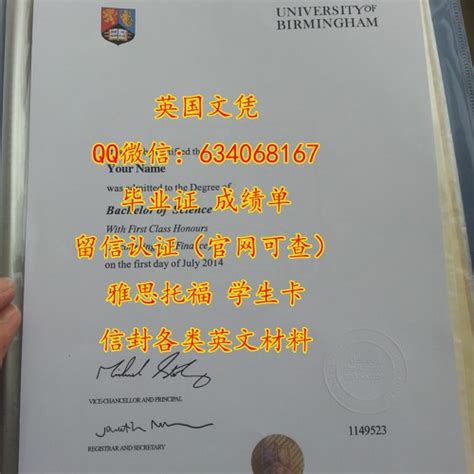 UNIVERSITY OF
BIRMINGHAM
英国文凭
QQ微信：634068167
Your Name
was admitted to the Degree of
毕业证 成绩单
Bachelor of Science
With First Class Honours
留信认证（官网可查）
Finance
on the first day of July 2014
雅思托福 学生卡
信封各类英文材料
VICE-CHANCELLOR AND PRINCIPAL
REGISTRAR AND SECRETARY
1149523